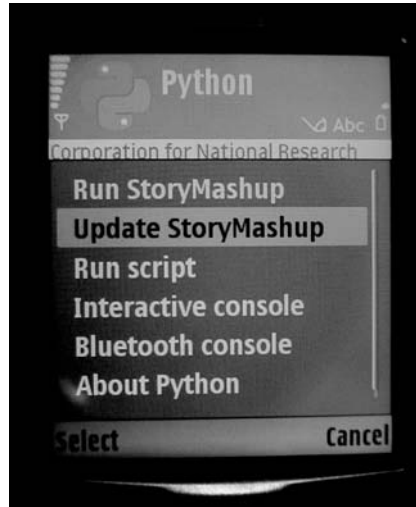 Python
Abc
Corporation for National Research
Run StoryMashup
Update StoryMashup
Run script
Interactive console
Bluetooth console
About Python
Select Cancel